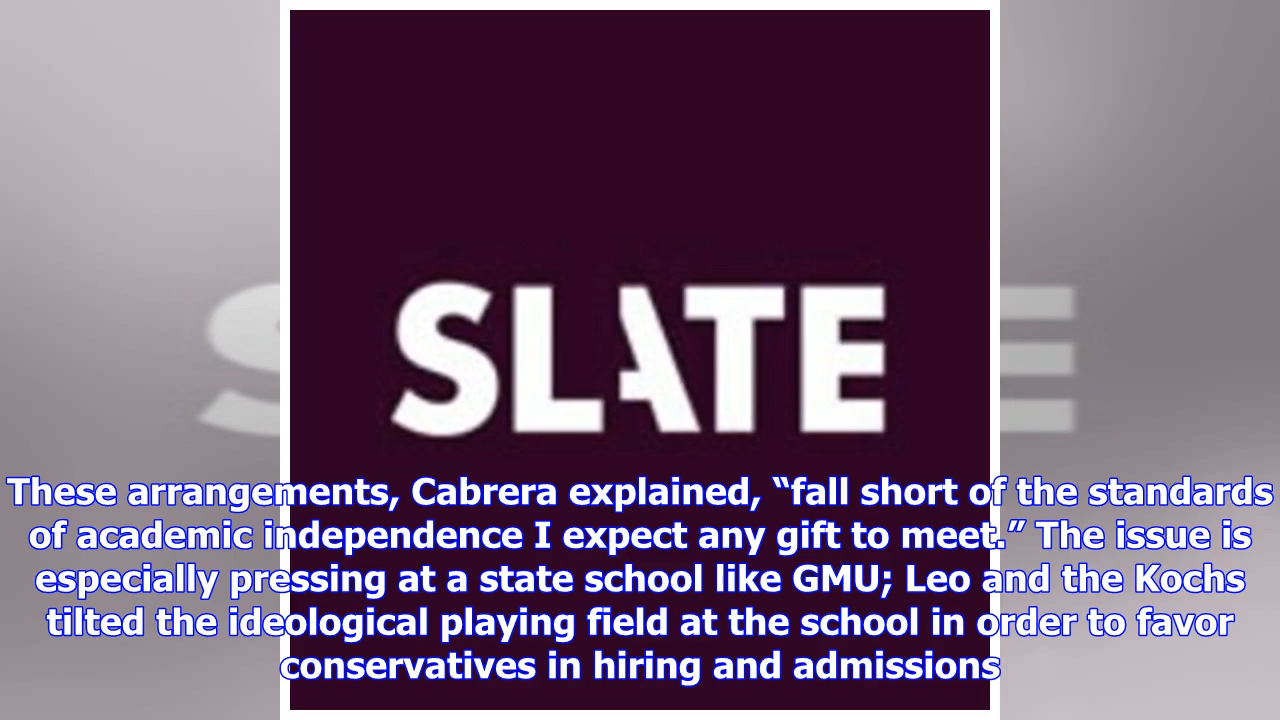 SLATE
These arrangements, Cabrera explained, “fall short of the standards
of academic independence I expect any gift to meet.” The issue is
especially pressing at a state school like GMU; Leo and the Kochs
tilted the ideological playing field at the school in order to favor
conservatives in hiring and admissions